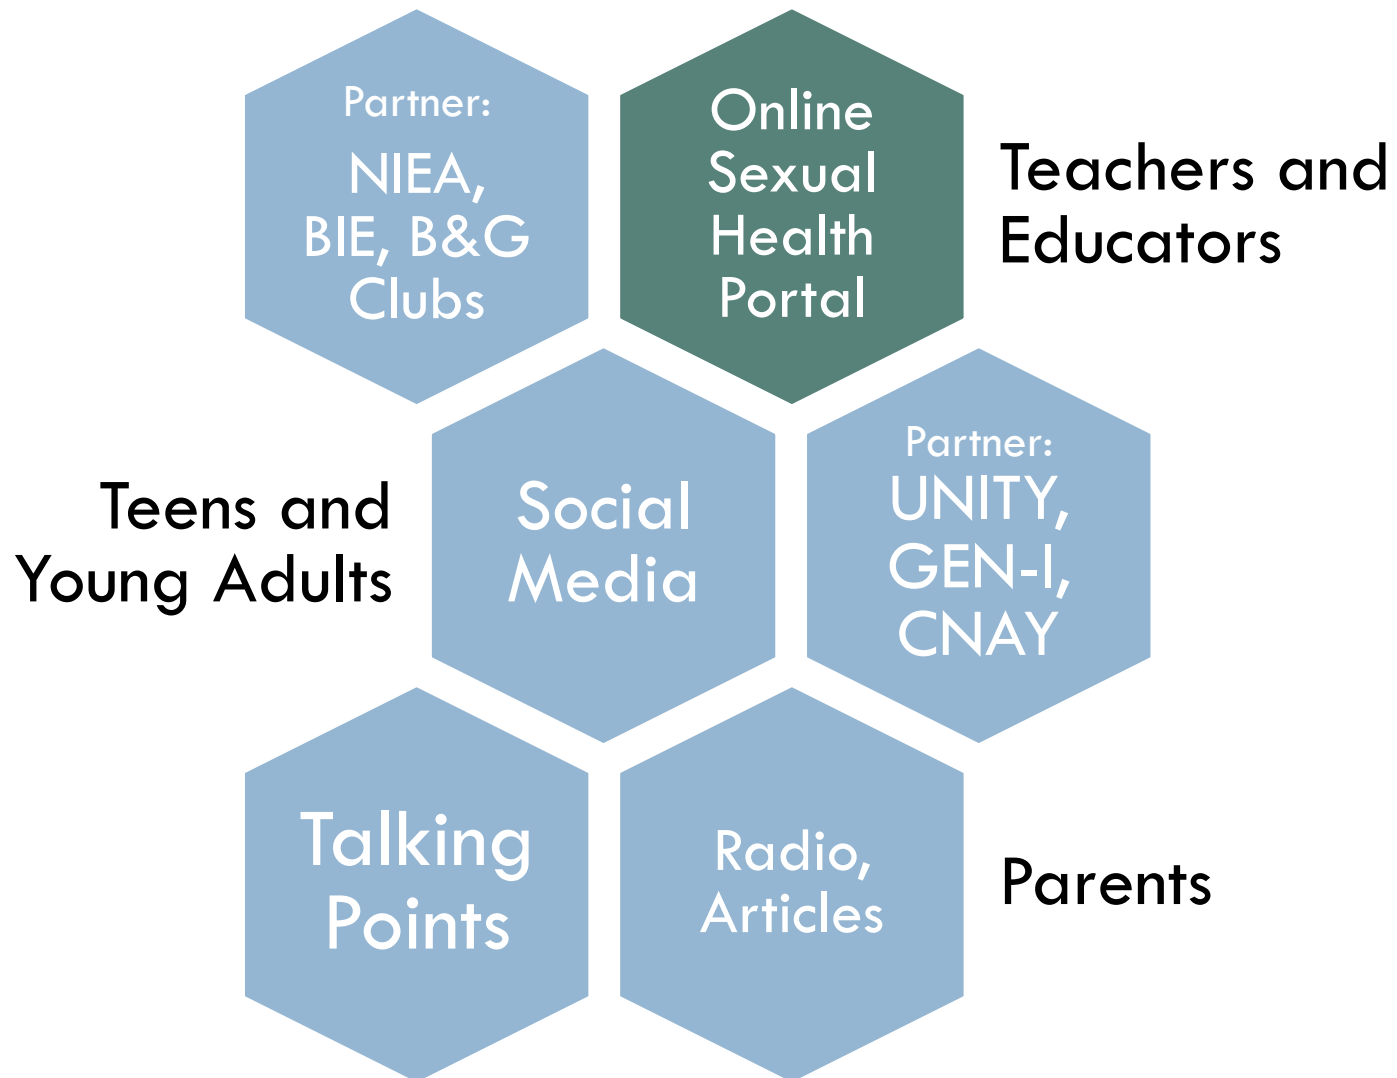 Partner:
NIEA,
BIE, B&G
Clubs
Online
Sexual
Health
Portal
Teachers and
Educators
Teens and
Young Adults
Social
Media
Partner:
UNITY,
GEN-I,
CNAY
Talking
Points
Radio,
Articles
Parents